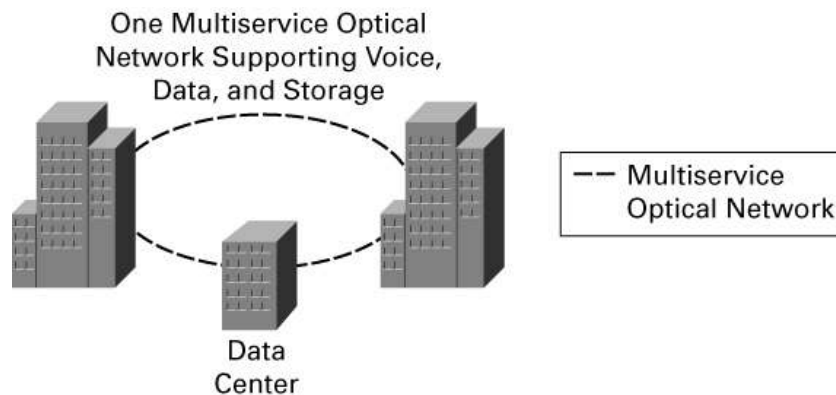 One Multiservice Optical
Network Supporting Voice,
Data, and Storage
Multiservice
Optical Network
Data
Center